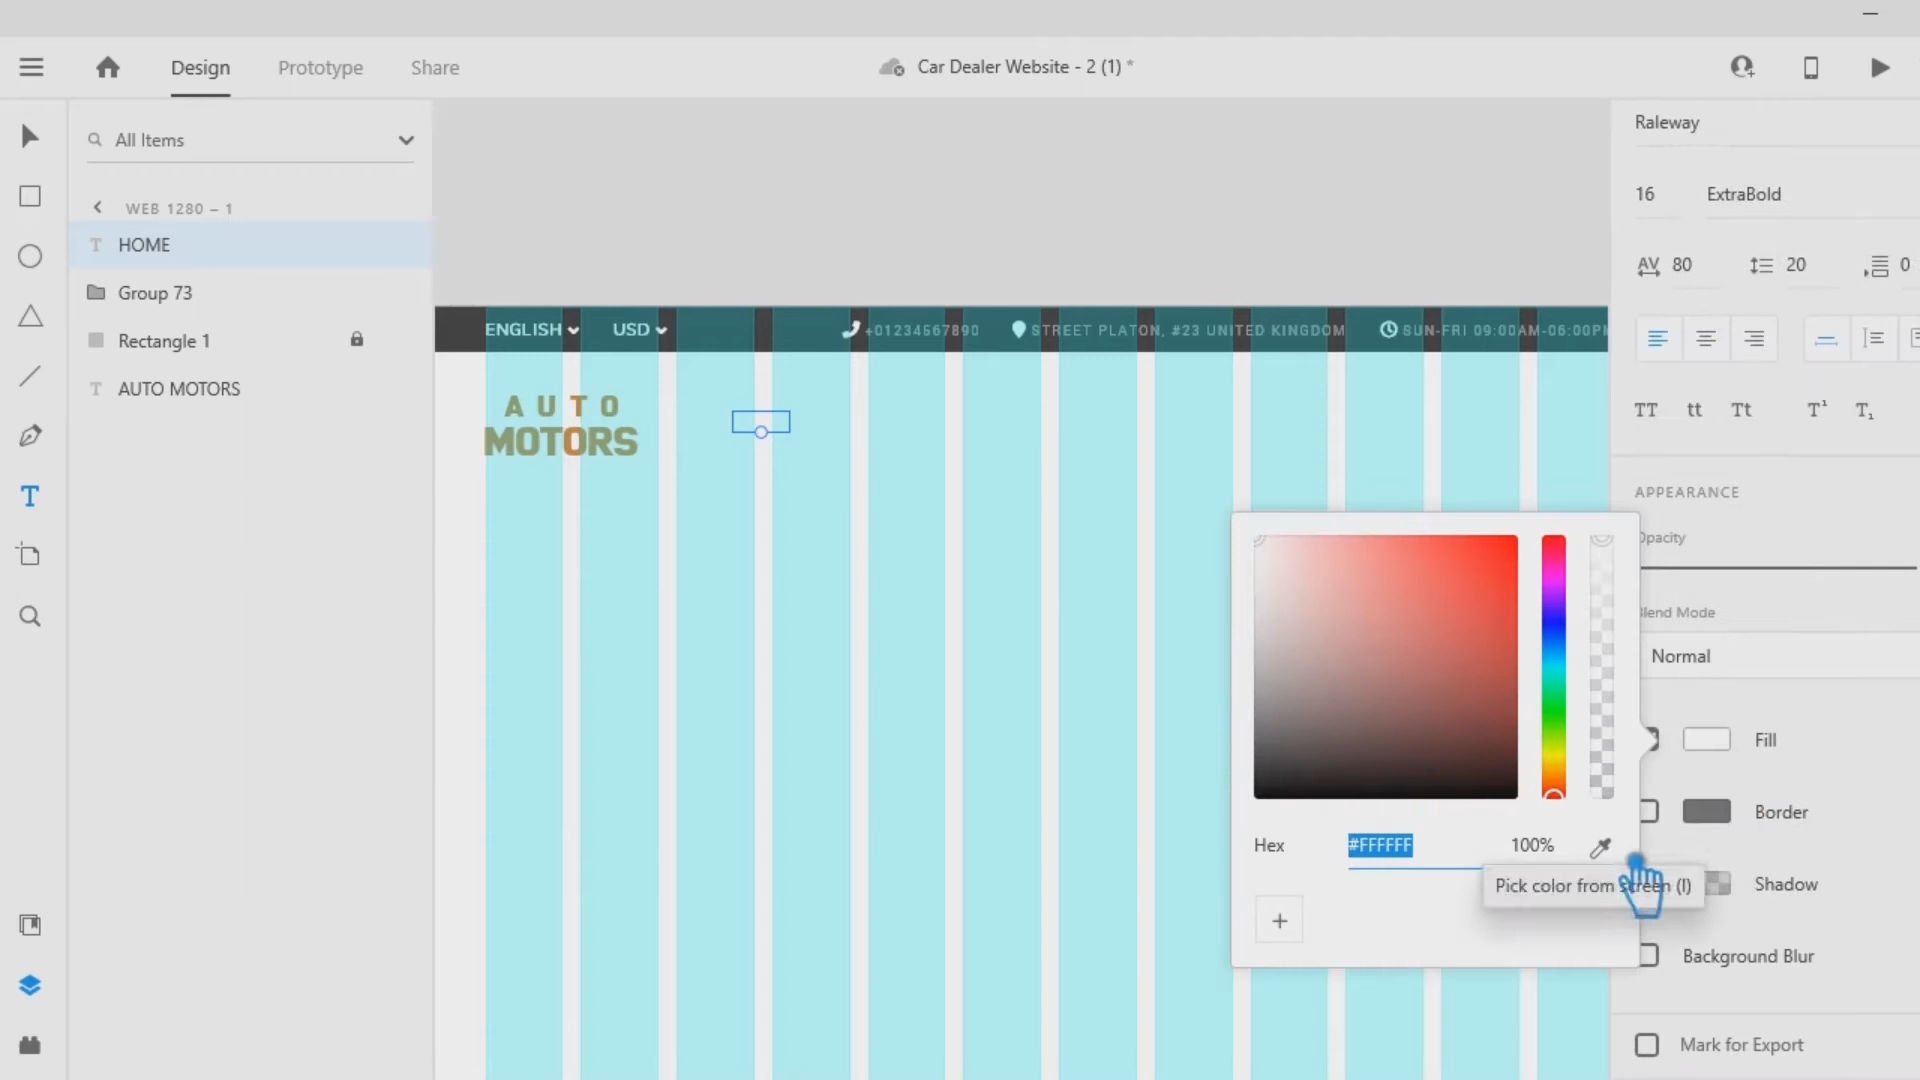 Design
Prototype
Share
Car Dealer Website - 2 (1) *
All Items
WEB 1280 – 1
T HOME
Group 73
Rectangle 1
T AUTO MOTORS
T
ENGLISH
USD
+01234567890
STREET PLATON, #23 UNITED KINGDOM
SUN-FRI 09:00AM-06:00PM
AUTO
MOTORS
Raleway
16
ExtraBold
AV 80
20
0
TT
tt
Tt
T¹
T₁
APPEARANCE
Opacity
Blend Mode
Normal
Fill
Border
Shadow
Background Blur
Mark for Export
Hex
#FFFFFF
100%
Pick color from screen (I)